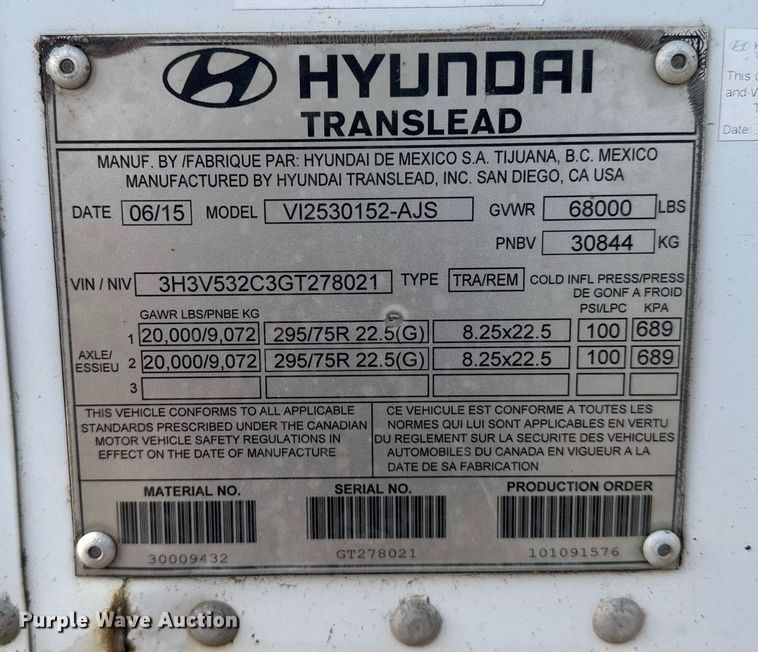 HYUNDAI
TRANSLEAD
MANUF. BY /FABRIQUE PAR: HYUNDAI DE MEXICO S.A. TIJUANA, B.C. MEXICO
MANUFACTURED BY HYUNDAI TRANSLEAD, INC. SAN DIEGO, CA USA
DATE 06/15 MODEL VI2530152-AJS GVWR 68000 LBS
PNBV 30844 KG
VIN / NIV 3H3V532C3GT278021 TYPE TRA/REM COLD INFL PRESS/PRESS
DE GONF A FROID
GAWR LBS/PNBE KG PSI/LPC KPA
1 20,000/9,072 295/75R 22.5(G) 8.25x22.5 100 689
AXLE/
ESSIEU 2 20,000/9,072 295/75R 22.5(G) 8.25x22.5 100 689
3
THIS VEHICLE CONFORMS TO ALL APPLICABLE
STANDARDS PRESCRIBED UNDER THE CANADIAN
MOTOR VEHICLE SAFETY REGULATIONS IN
EFFECT ON THE DATE OF MANUFACTURE
CE VEHICULE EST CONFORME A TOUTES LES
NORMES QUI LUI SONT APPLICABLES EN VERTU
DU REGLEMENT SUR LA SECURITE DES VEHICULES
AUTOMOBILES DU CANADA EN VIGUEUR A LA
DATE DE SA FABRICATION
MATERIAL NO. SERIAL NO. PRODUCTION ORDER
30009432 GT278021 101091576
This
and V
Date:
Purple Wave Auction